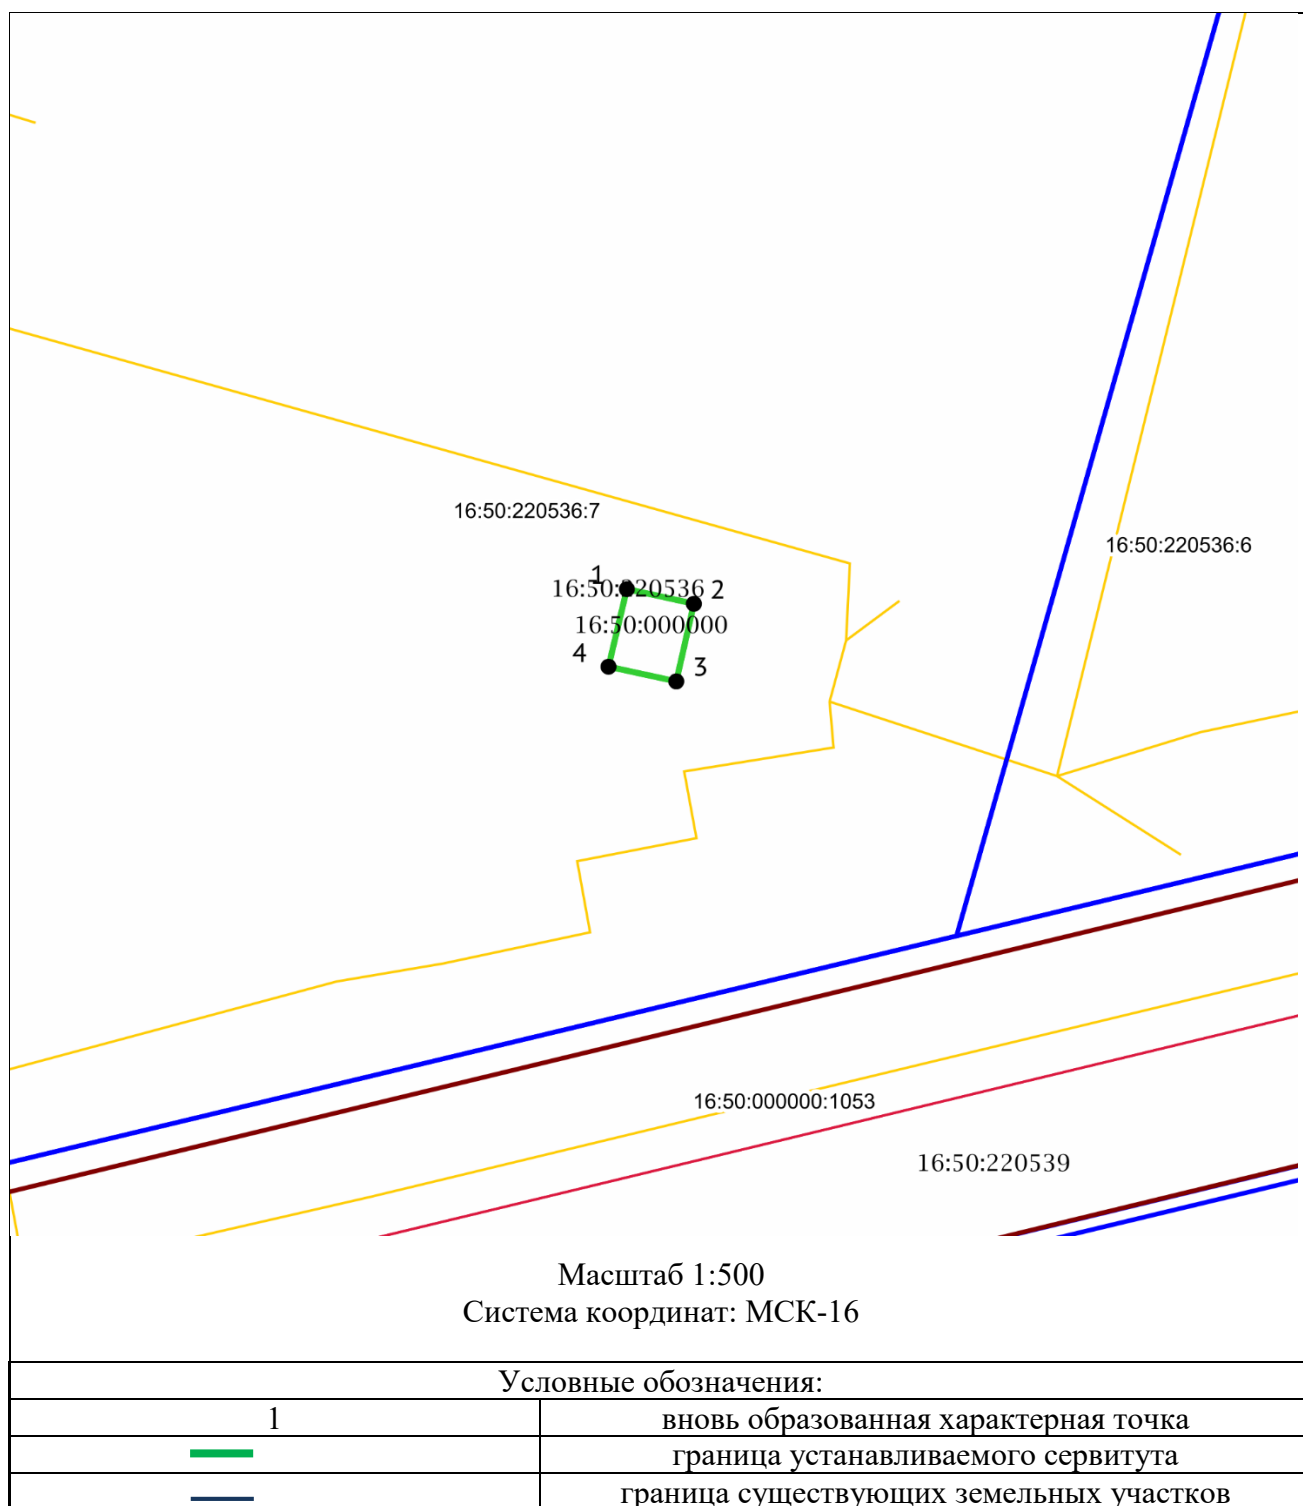 16:50:220536:7
16:50:220536:6
1
16:50:220536
2
16:50:000000
4
3
16:50:000000:1053
16:50:220539
Масштаб 1:500
Система координат: МСК-16
Условные обозначения:
1 вновь образованная характерная точка
граница устанавливаемого сервитута
граница существующих земельных участков